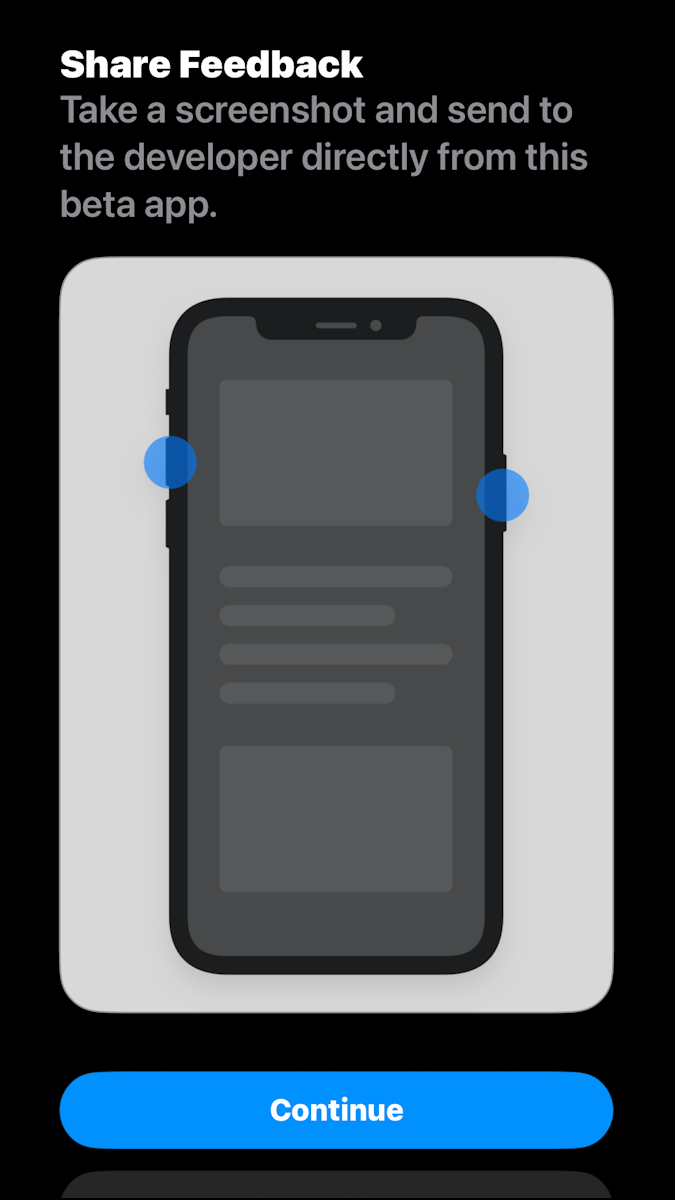 Share Feedback
Take a screenshot and send to
the developer directly from this
beta app.
Continue